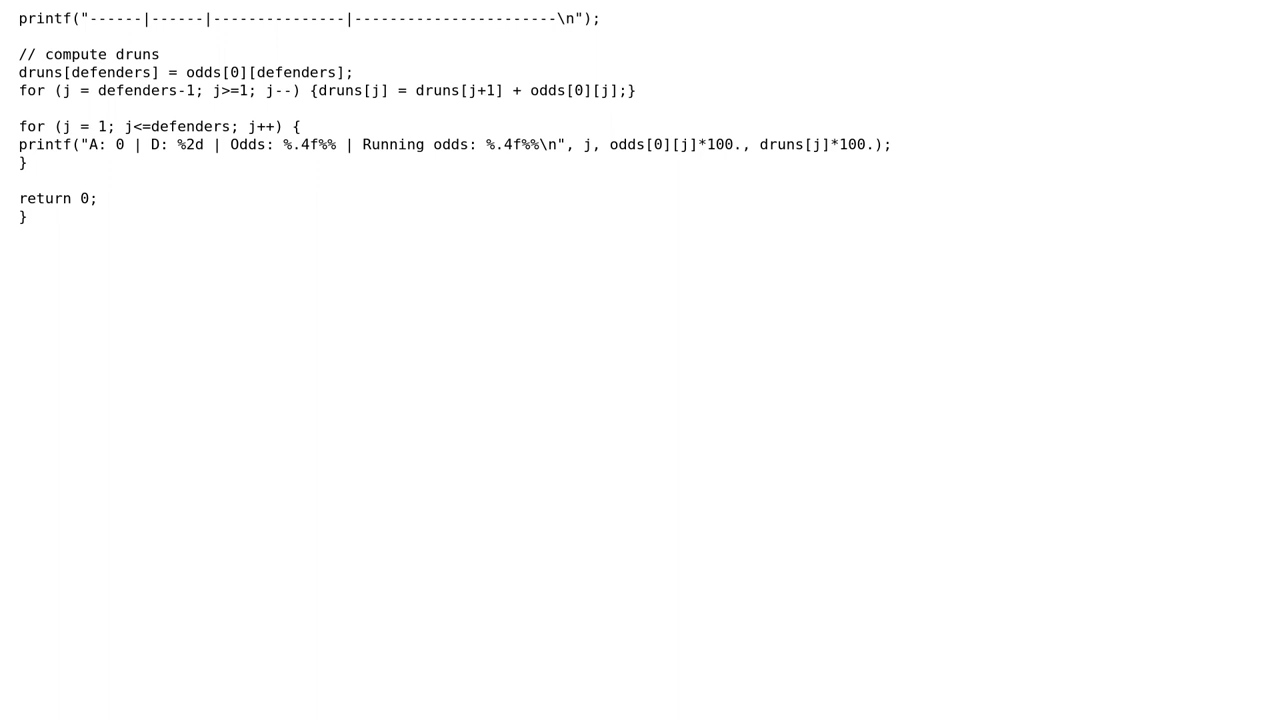 printf("------|------|---------------|-----------------------\n");

// compute druns
druns[defenders] = odds[0][defenders];
for (j = defenders-1; j>=1; j--) {druns[j] = druns[j+1] + odds[0][j];}

for (j = 1; j<=defenders; j++) {
printf("A: 0 | D: %2d | Odds: %.4f%% | Running odds: %.4f%%\n", j, odds[0][j]*100., druns[j]*100.);
}

return 0;
}